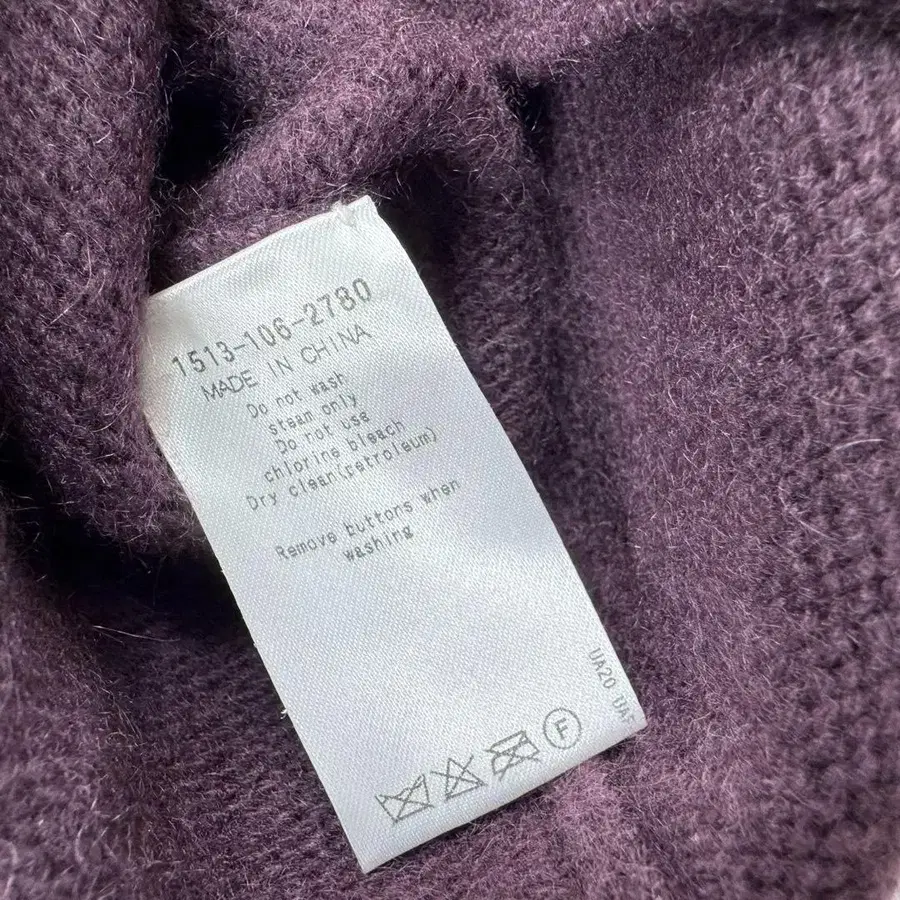 1513-106-2780
MADE IN CHINA
Do not wash
steam only
Do not use
chlorine bleach
Dry clean(petroleum)
Remove buttons when
washing
UA20
F